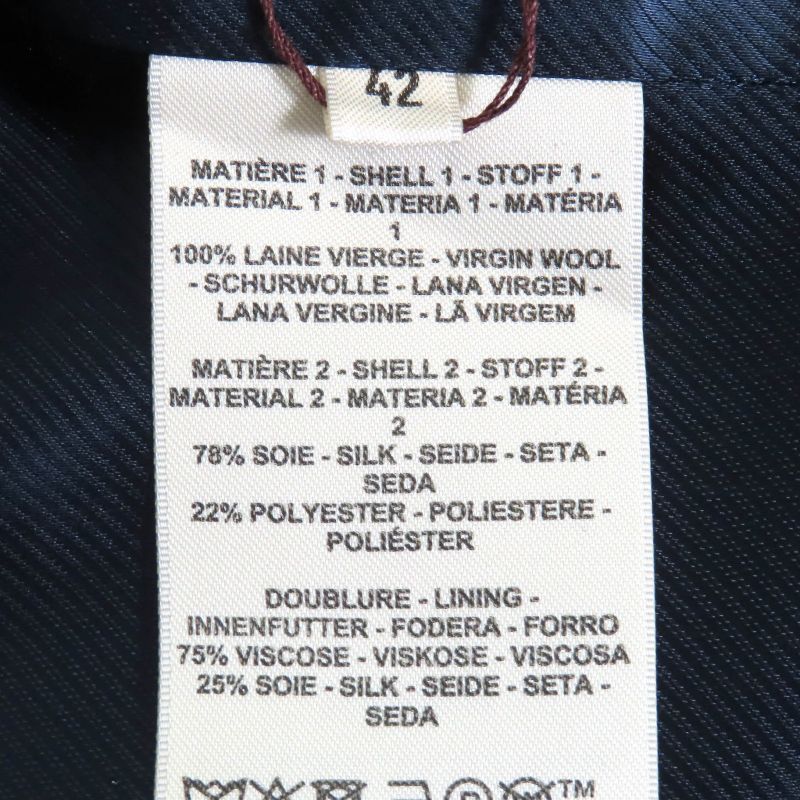 42
MATIÈRE 1 - SHELL 1 - STOFF 1 -
MATERIAL 1 - MATERIA 1 - MATÉRIA
1
100% LAINE VIERGE - VIRGIN WOOL
- SCHURWOLLE - LANA VIRGEN -
LANA VERGINE - LÃ VIRGEM
MATIÈRE 2 - SHELL 2 - STOFF 2 -
MATERIAL 2 - MATERIA 2 - MATÉRIA
2
78% SOIE - SILK - SEIDE - SETA -
SEDA
22% POLYESTER - POLIESTERE -
POLIÉSTER
DOUBLURE - LINING -
INNENFUTTER - FODERA - FORRO
75% VISCOSE - VISKOSE - VISCOSA
25% SOIE - SILK - SEIDE - SETA -
SEDA
TM